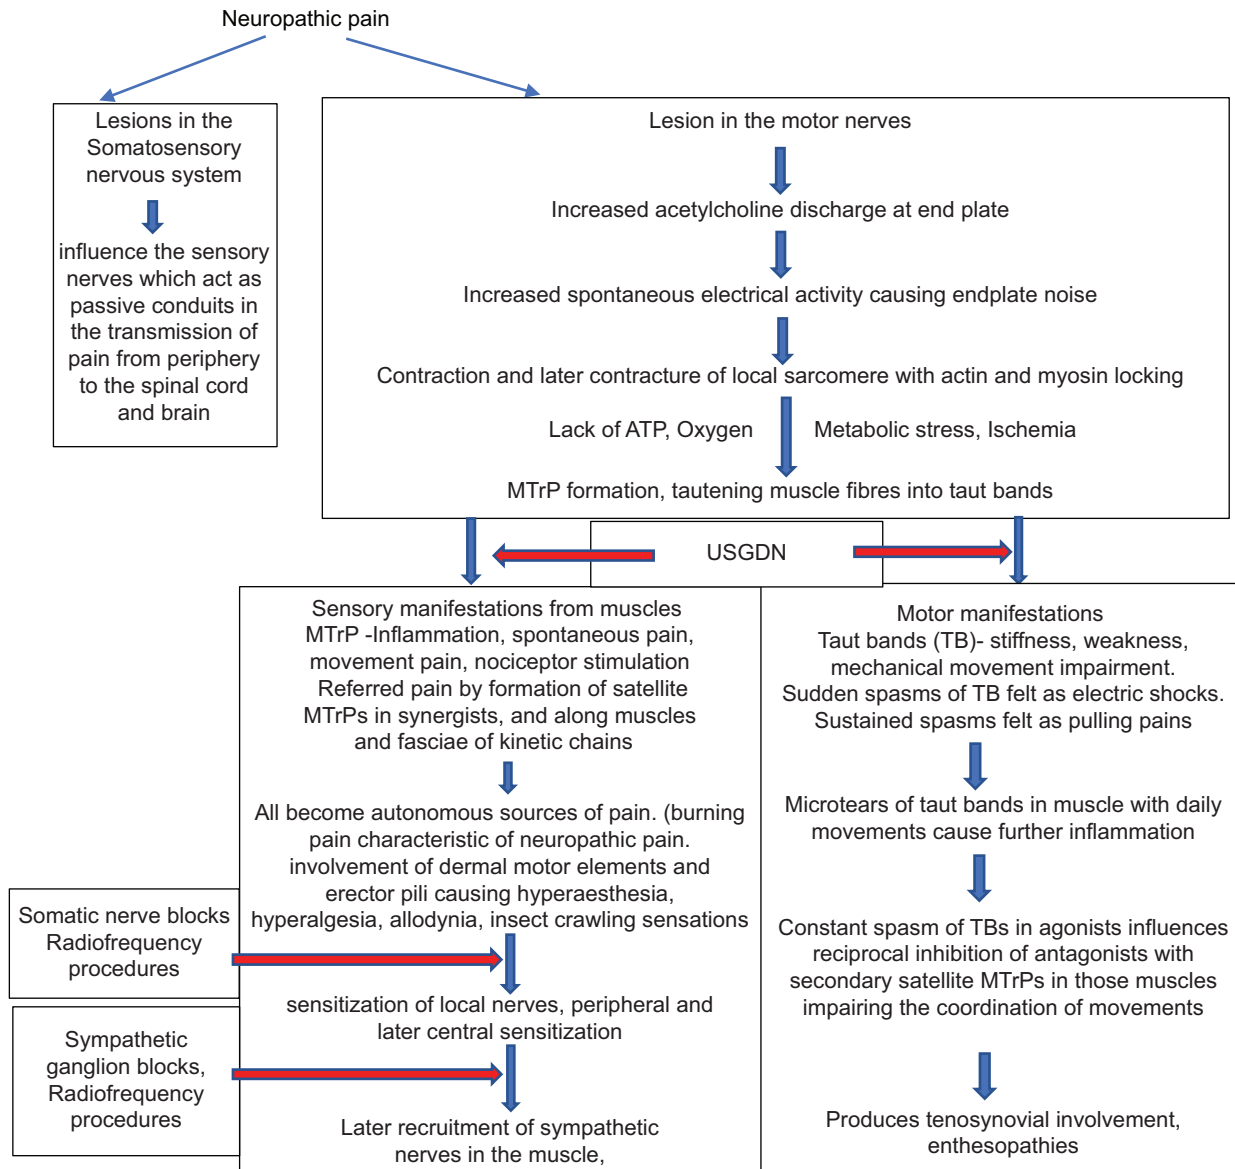 Neuropathic pain
Lesions in the
Somatosensory
nervous system
influence the sensory
nerves which act as
passive conduits in
the transmission of
pain from periphery
to the spinal cord
and brain
Lesion in the motor nerves
Increased acetylcholine discharge at end plate
Increased spontaneous electrical activity causing endplate noise
Contraction and later contracture of local sarcomere with actin and myosin locking
Lack of ATP, Oxygen
Metabolic stress, Ischemia
MTrP formation, tautening muscle fibres into taut bands
USGDN
Sensory manifestations from muscles
MTrP -Inflammation, spontaneous pain,
movement pain, nociceptor stimulation
Referred pain by formation of satellite
MTrPs in synergists, and along muscles
and fasciae of kinetic chains
All become autonomous sources of pain. (burning
pain characteristic of neuropathic pain.
involvement of dermal motor elements and
erector pili causing hyperaesthesia,
hyperalgesia, allodynia, insect crawling sensations
sensitization of local nerves, peripheral and
later central sensitization
Later recruitment of sympathetic
nerves in the muscle,
Somatic nerve blocks
Radiofrequency
procedures
Sympathetic
ganglion blocks,
Radiofrequency
procedures
Motor manifestations
Taut bands (TB)- stiffness, weakness,
mechanical movement impairment.
Sudden spasms of TB felt as electric shocks.
Sustained spasms felt as pulling pains
Microtears of taut bands in muscle with daily
movements cause further inflammation
Constant spasm of TBs in agonists influences
reciprocal inhibition of antagonists with
secondary satellite MTrPs in those muscles
impairing the coordination of movements
Produces tenosynovial involvement,
enthesopathies